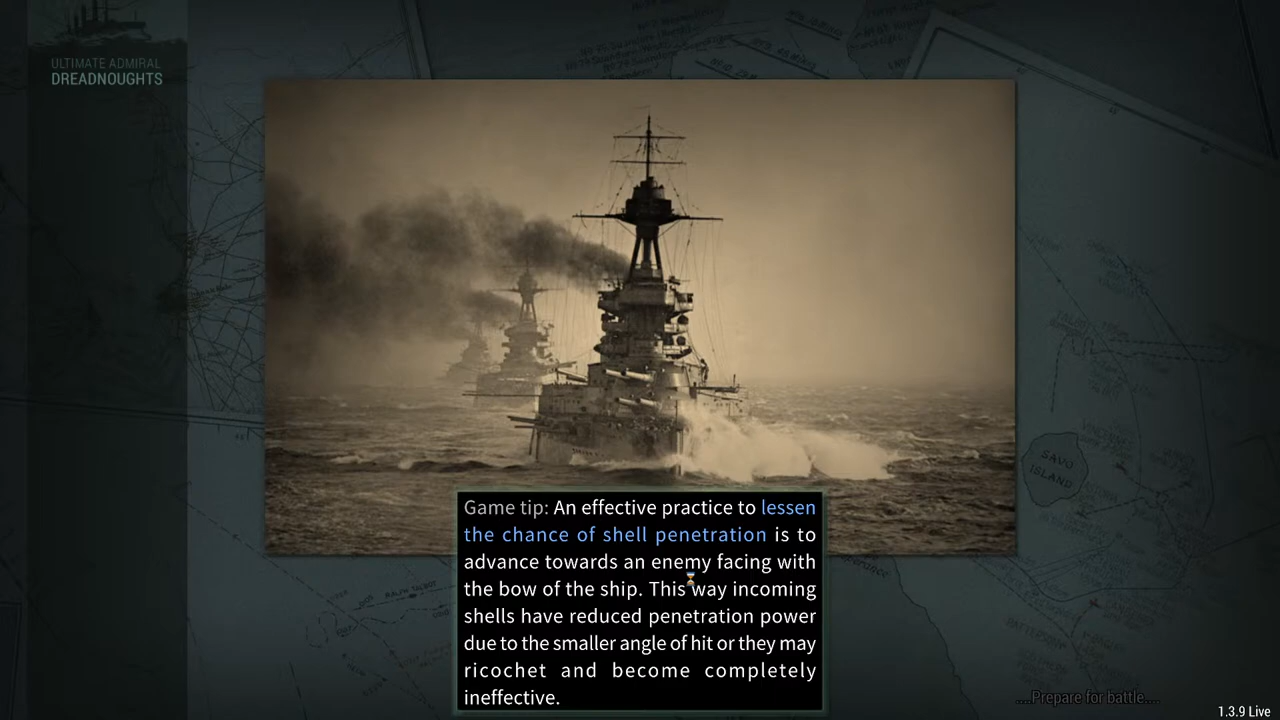 ULTIMATE ADMIRAL
DREADNOUGHTS
SAVO
ISLAND
Game tip: An effective practice to lessen
the chance of shell penetration is to
advance towards an enemy facing with
the bow of the ship. This way incoming
shells have reduced penetration power
due to the smaller angle of hit or they may
ricochet and become completely
ineffective.
....Prepare for battle....
1.3.9 Live